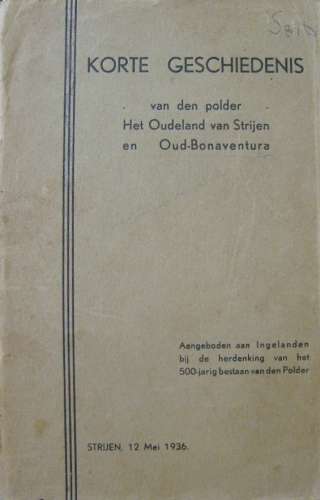 KORTE GESCHIEDENIS
van den polder
Het Oudeland van Strijen
en Oud-Bonaventura
Aangeboden aan Ingelanden
bij de herdenking van het
500-jarig bestaan van den Polder
STRIJEN, 12 Mei 1936.